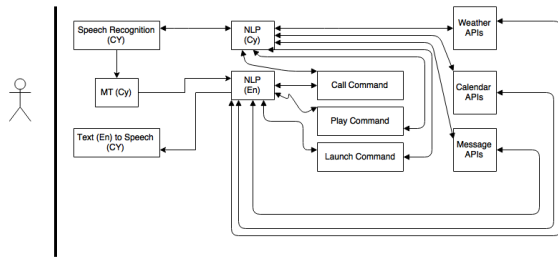 Speech Recognition
(CY)
NLP
(Cy)
Weather
APIs
MT (Cy)
NLP
(En)
Call Command
Calendar
APIs
Play Command
Text (En) to Speech
(CY)
Launch Command
Message
APIs